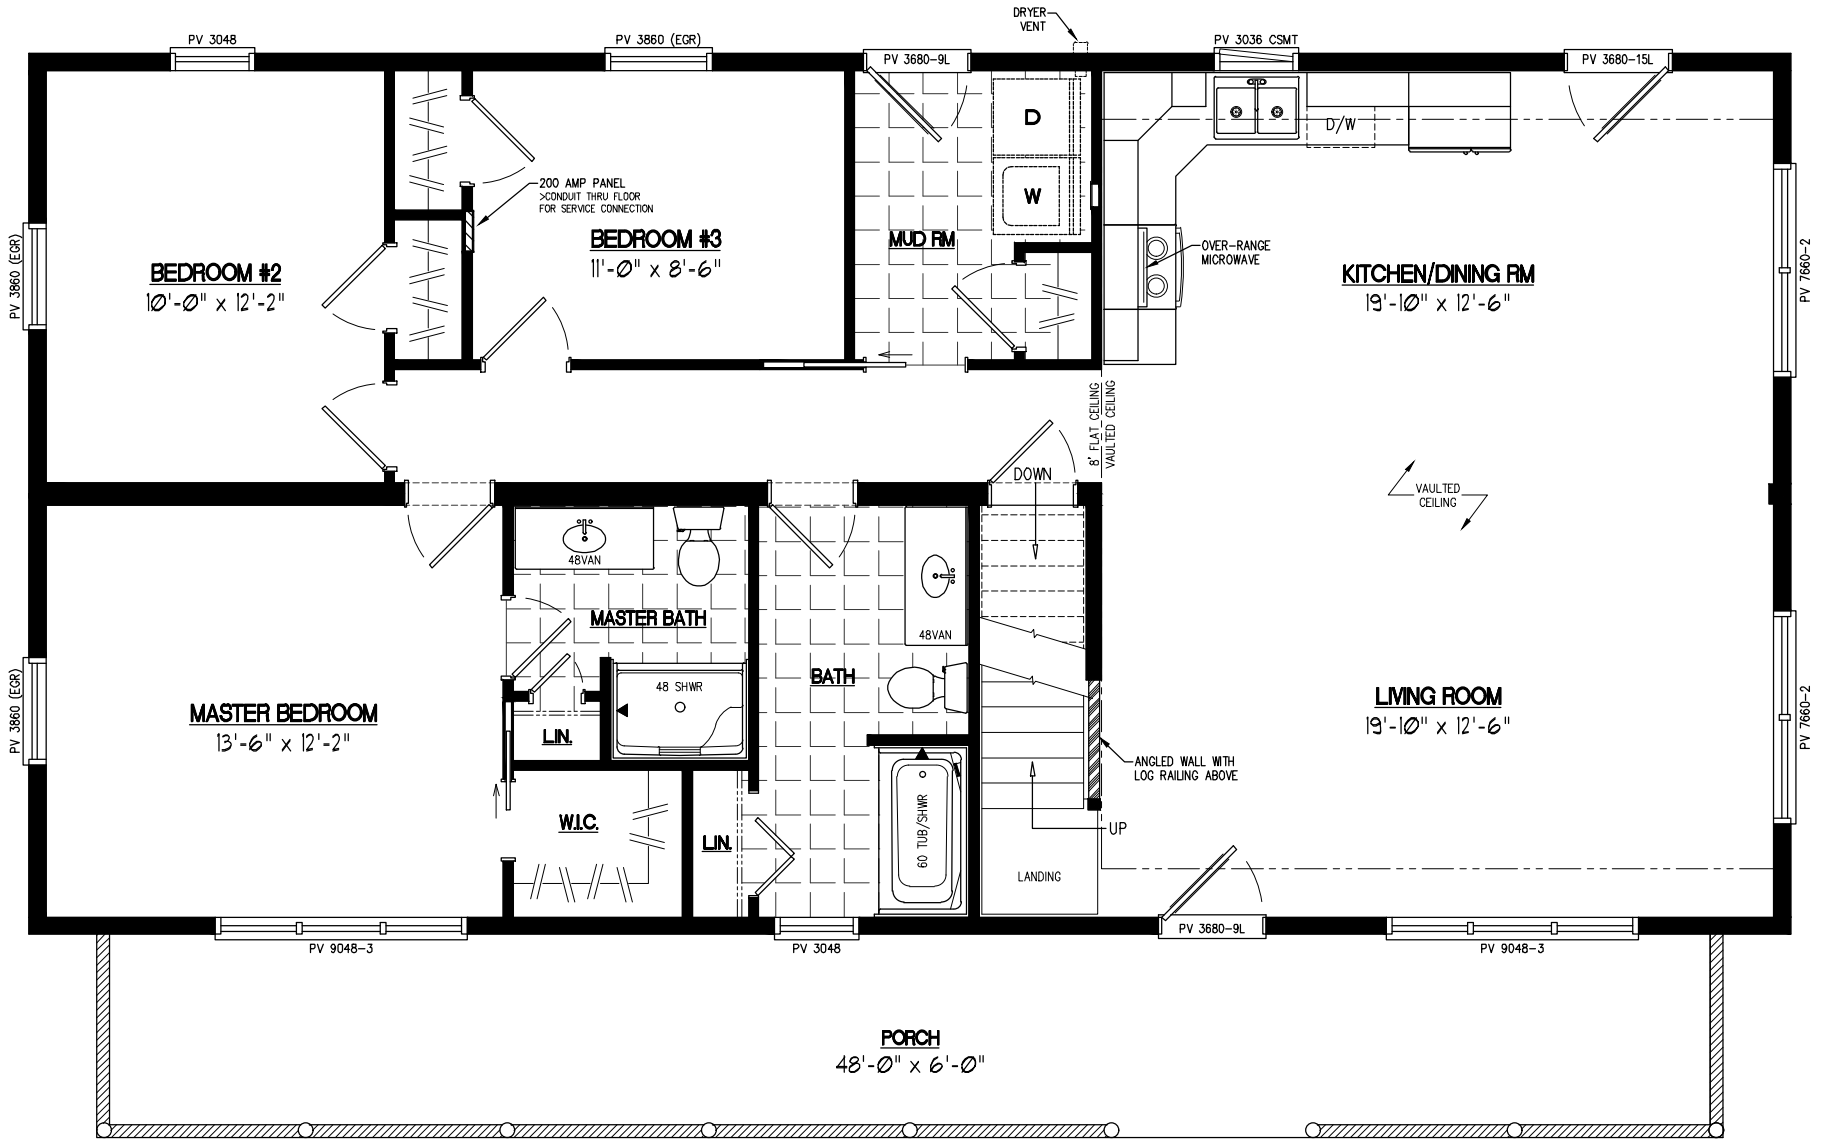 DRYER
VENT
PV 3048
PV 3860 (EGR)
PV 3680-9L
PV 3036 CSMT
PV 3680-15L
D
W
D/W
200 AMP PANEL
>CONDUIT THRU FLOOR
FOR SERVICE CONNECTION
BEDROOM #2
10'-0" x 12'-2"
BEDROOM #3
11'-0" x 8'-6"
MUD RM
OVER-RANGE
MICROWAVE
KITCHEN/DINING RM
19'-10" x 12'-6"
PV 3860 (EGR)
PV 7660-2
8' FLAT CEILING
VAULTED CEILING
DOWN
VAULTED
CEILING
48VAN
MASTER BATH
48VAN
48 SHWR
BATH
LIVING ROOM
19'-10" x 12'-6"
MASTER BEDROOM
13'-6" x 12'-2"
LIN.
PV 3860 (EGR)
PV 7660-2
ANGLED WALL WITH
LOG RAILING ABOVE
W.I.C.
LIN.
60 TUB/SHWR
UP
LANDING
PV 9048-3
PV 3048
PV 3680-9L
PV 9048-3
PORCH
48'-0" x 6'-0"